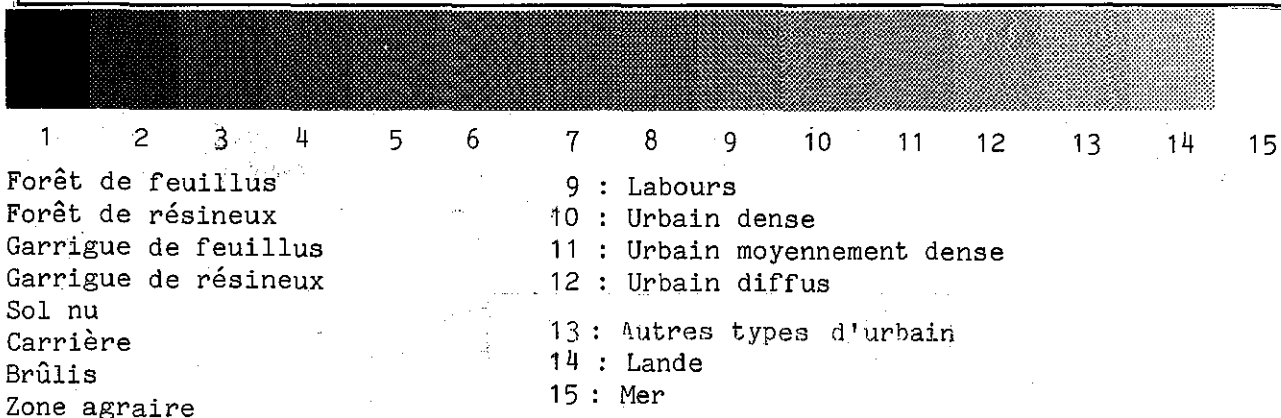 1 2 3 4 5 6 7 8 9 10 11 12 13 14 15
Forêt de feuillus
Forêt de résineux
Garrigue de feuillus
Garrigue de résineux
Sol nu
Carrière
Brûlis
Zone agraire
9 : Labours
10 : Urbain dense
11 : Urbain moyennement dense
12 : Urbain diffus
13 : Autres types d'urbain
14 : Lande
15 : Mer